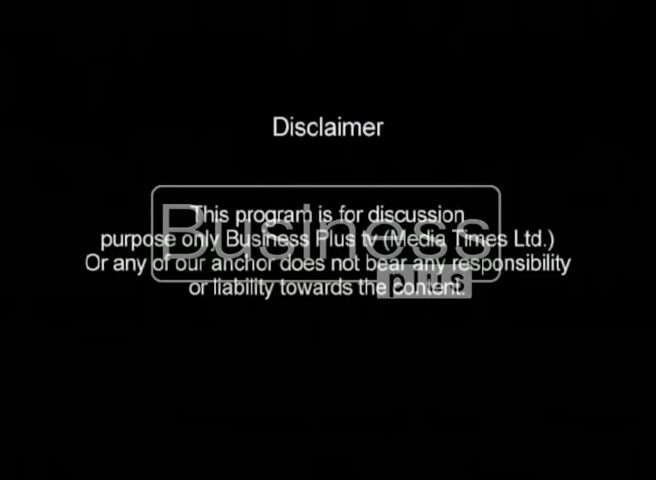 Disclaimer
This program is for discussion
purpose only Business Plus tv (Media Times Ltd.)
Or any of our anchor does not bear any responsibility
or liability towards the content.
Business
plus